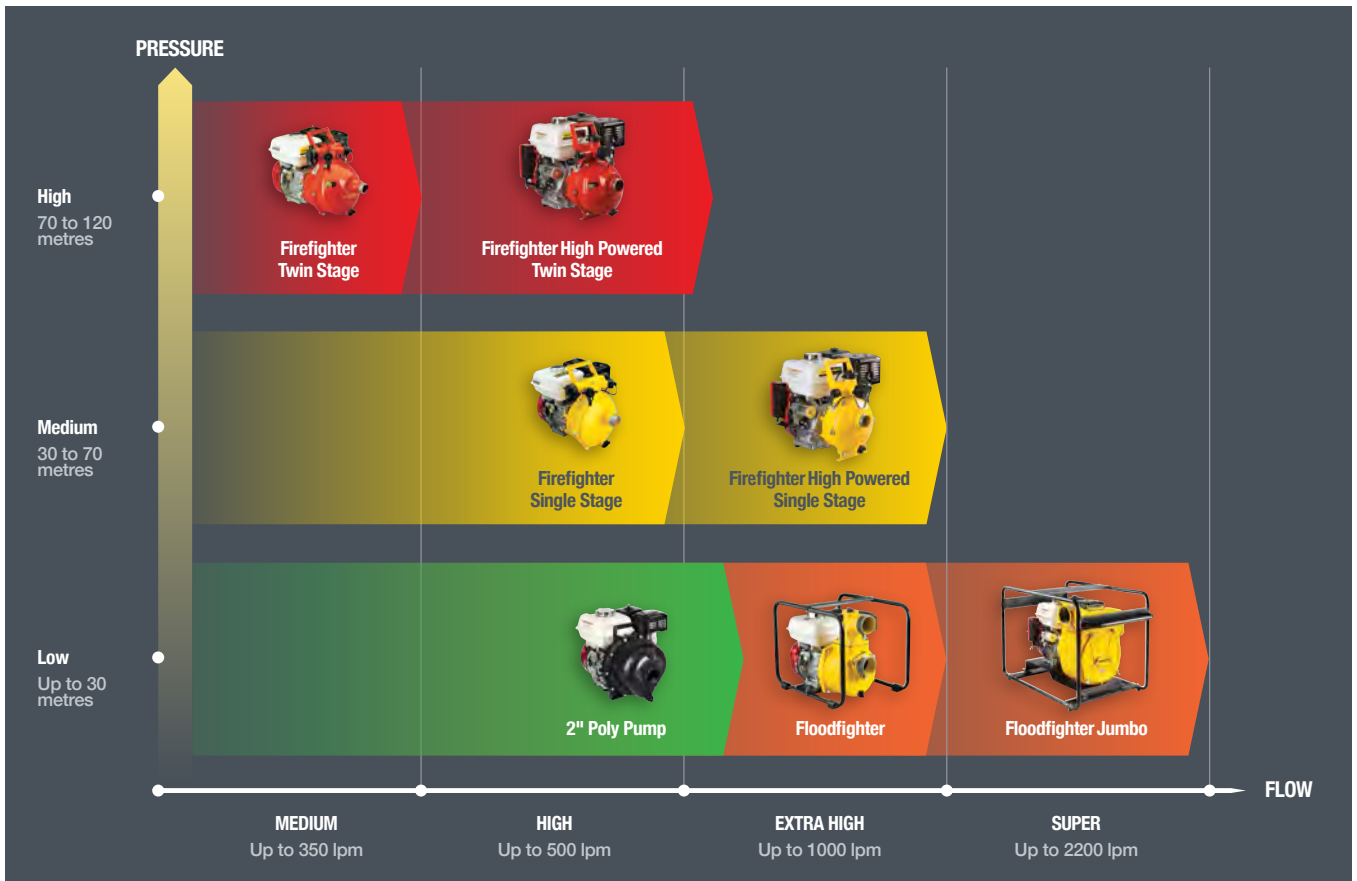 PRESSURE
High
70 to 120
metres
Firefighter
Twin Stage
Firefighter High Powered
Twin Stage
Medium
30 to 70
metres
Firefighter
Single Stage
Firefighter High Powered
Single Stage
Low
Up to 30
metres
2" Poly Pump
Floodfighter
Floodfighter Jumbo
FLOW
MEDIUM
Up to 350 lpm
HIGH
Up to 500 lpm
EXTRA HIGH
Up to 1000 lpm
SUPER
Up to 2200 lpm